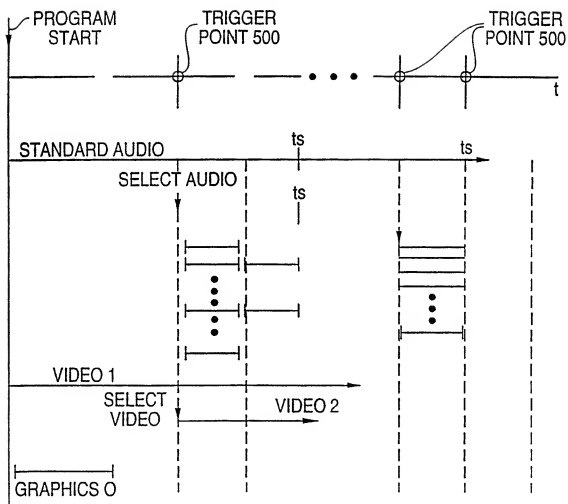 PROGRAM
START
TRIGGER
POINT 500
TRIGGER
POINT 500
t
STANDARD AUDIO
ts
ts
SELECT AUDIO
ts
VIDEO 1
SELECT
VIDEO
VIDEO 2
GRAPHICS O